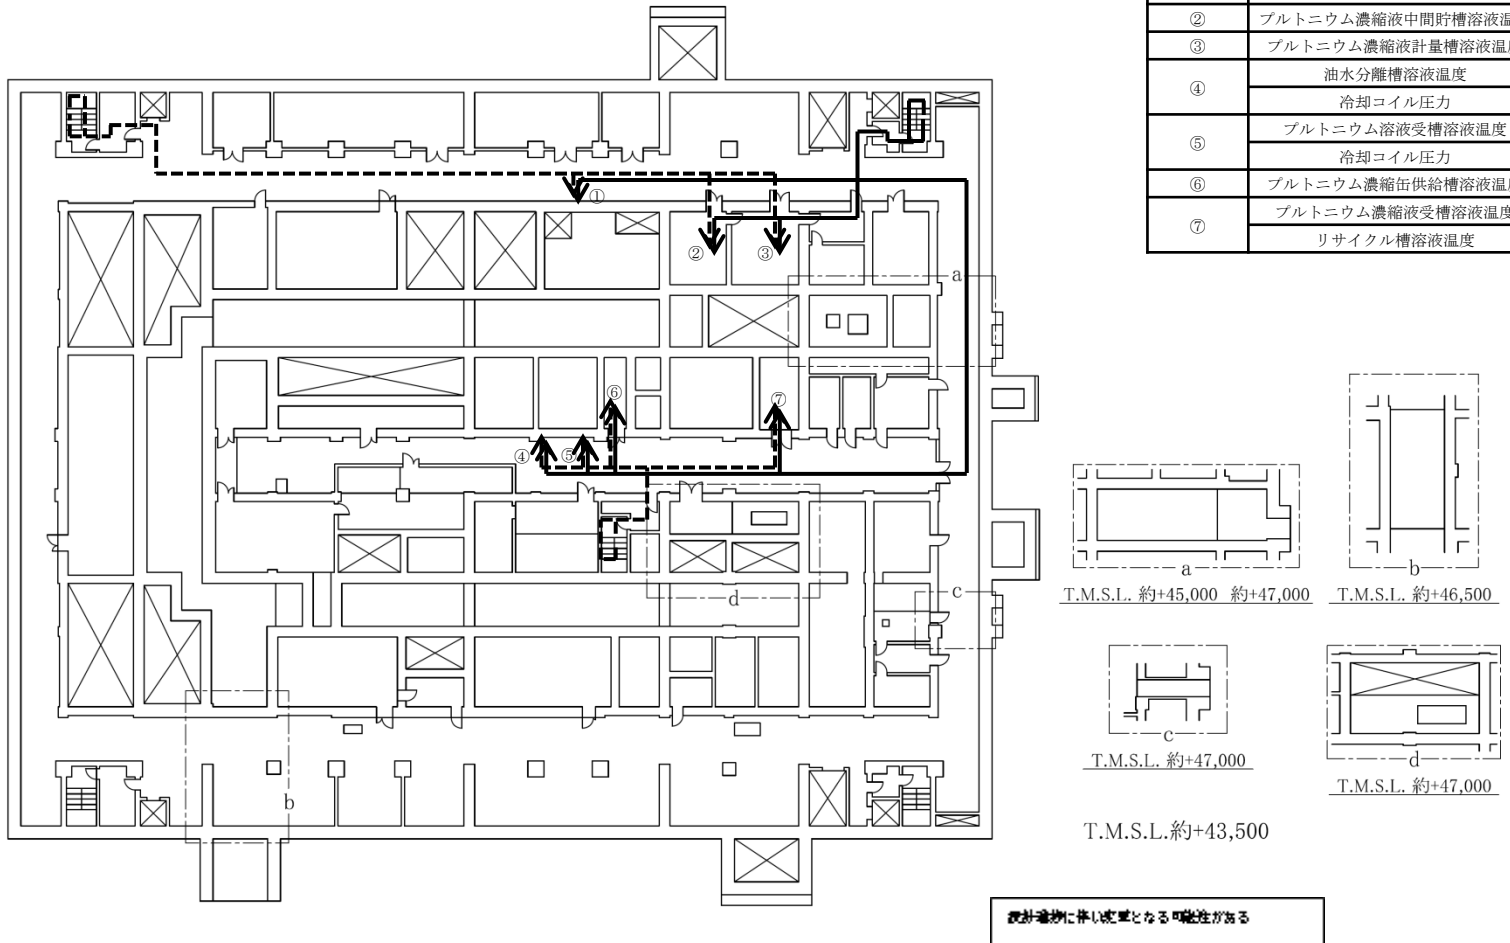 ②
プルトニウム濃縮液中間貯槽溶液温
③
プルトニウム濃縮液計量槽溶液温度
④
油水分離槽溶液温度
冷却コイル圧力
⑤
プルトニウム溶液受槽溶液温度
冷却コイル圧力
⑥
プルトニウム濃縮缶供給槽溶液温度
⑦
プルトニウム濃縮液受槽溶液温度
リサイクル槽溶液温度
①
②
③
a
⑥
⑦
④
⑤
d
c
b
a
T.M.S.L. 約+45,000 約+47,000
b
T.M.S.L. 約+46,500
c
T.M.S.L. 約+47,000
d
T.M.S.L. 約+47,000
T.M.S.L.約+43,500
設計進捗に伴い変更となる可能性がある